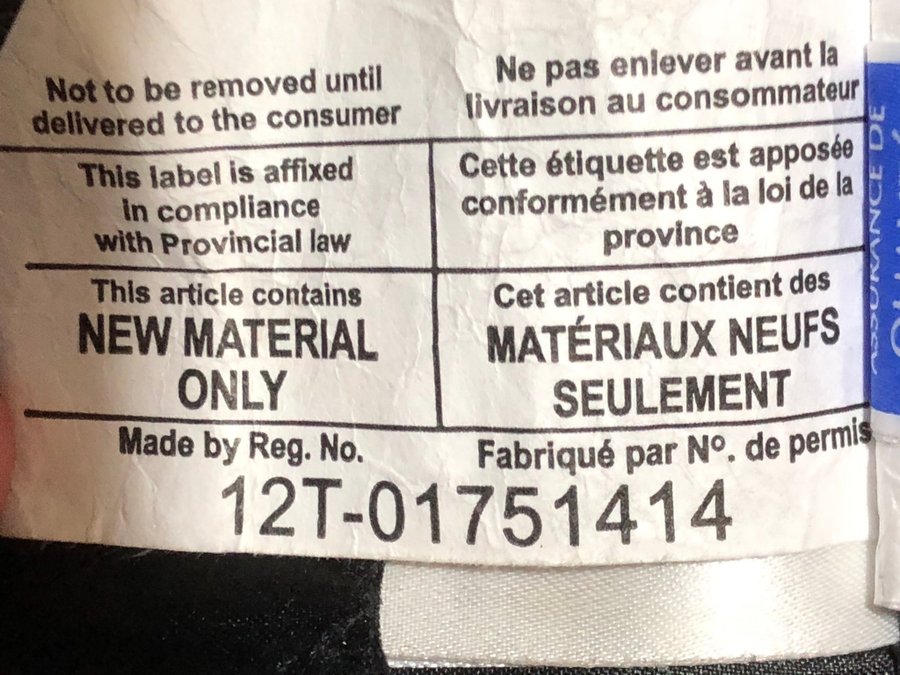 Not to be removed until
delivered to the consumer
Ne pas enlever avant la
livraison au consommateur
This label is affixed
in compliance
with Provincial law
Cette étiquette est apposée
conformément à la loi de la
province
This article contains
NEW MATERIAL
ONLY
Cet article contient des
MATÉRIAUX NEUFS
SEULEMENT
Made by Reg. No.
Fabriqué par Nº. de permis
12T-01751414
ASSURANCE DE